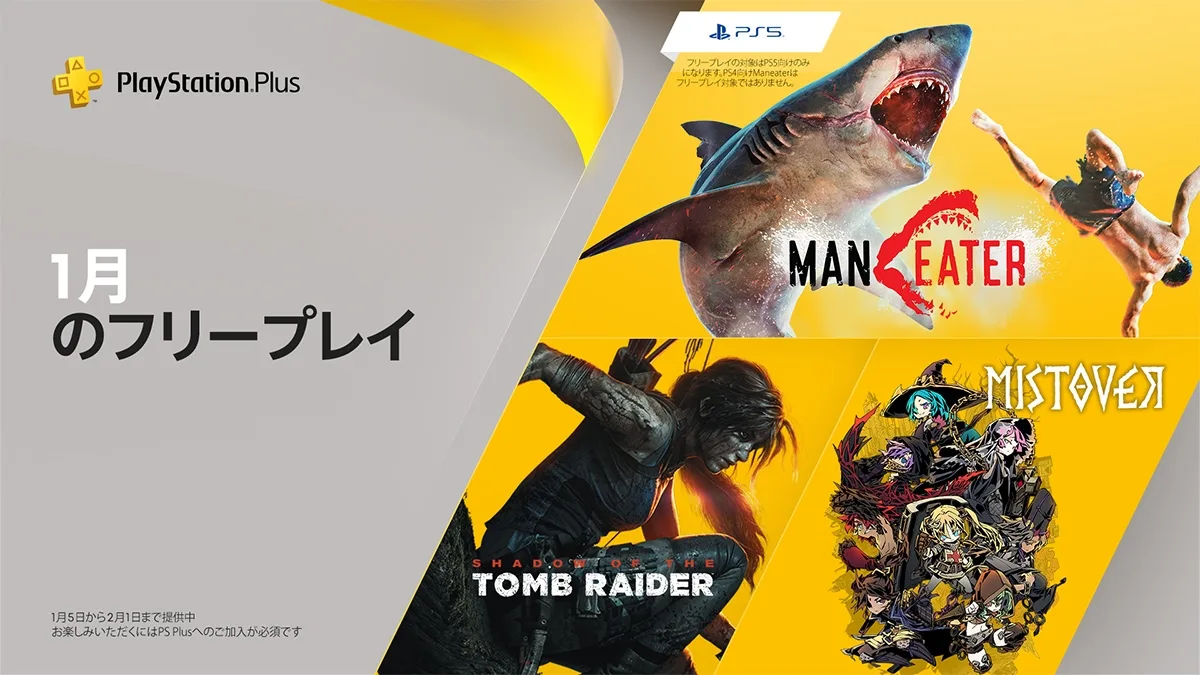 PlayStation.Plus
1月
のフリープレイ
1月5日から2月1日まで提供中
お楽しみいただくにはPS Plusへのご加入が必須です
PS5
フリープレイの対象はPS5向けのみ
になります。PS4向けManeaterは
フリープレイ対象ではありません。
MANEATER
SHADOW OF THE
TOMB RAIDER
MISTOVER